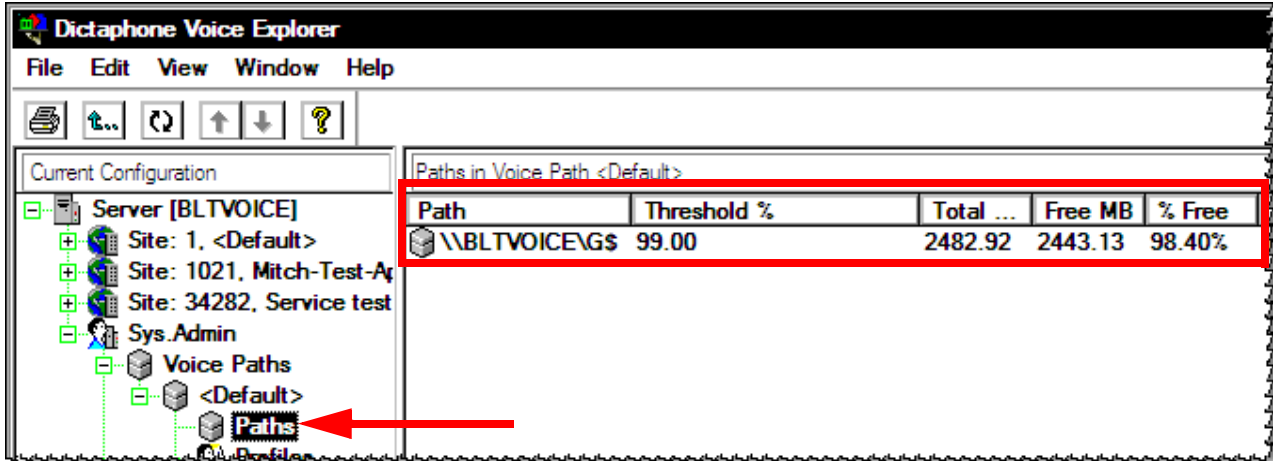 Dictaphone Voice Explorer
File Edit View Window Help
Current Configuration
Paths in Voice Path <Default>
Server [BLTVOICE]
Path Threshold % Total ... Free MB % Free
Site: 1, <Default>
\\BLTVOICE\G$ 99.00 2482.92 2443.13 98.40%
Site: 1021, Mitch-Test-Ap
Site: 34282, Service test
Sys.Admin
Voice Paths
<Default>
Paths
Profiles